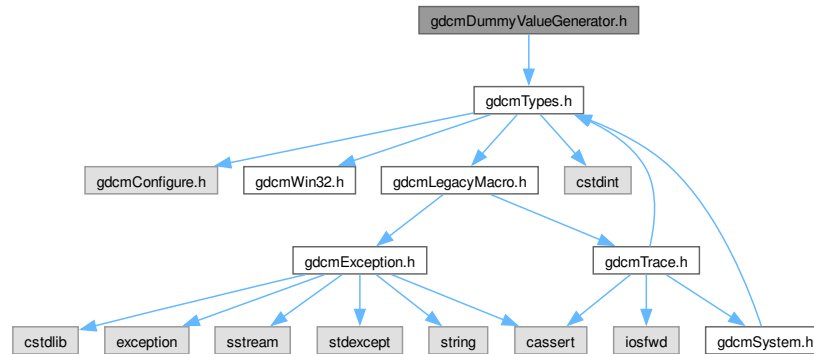 gdcmDummyValueGenerator.h
gdcmTypes.h
gdcmConfigure.h
gdcmWin32.h
gdcmLegacyMacro.h
cstdint
gdcmException.h
gdcmTrace.h
cstdlib
exception
sstream
stdexcept
string
cassert
iosfwd
gdcmSystem.h